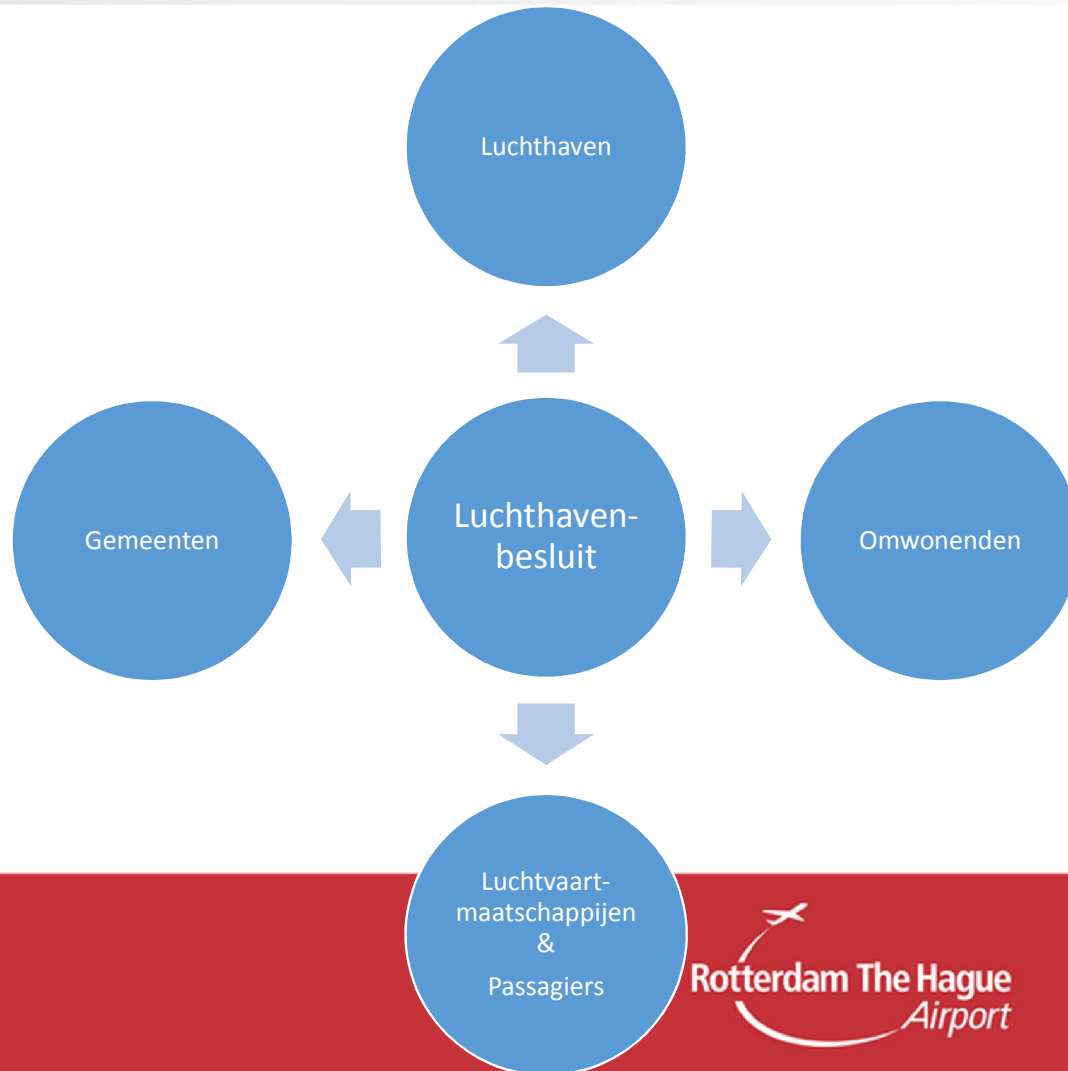 Luchthaven
Gemeenten
Luchthaven-
besluit
Omwonenden
Luchtvaart-
maatschappijen
&
Passagiers
Rotterdam The Hague
Airport